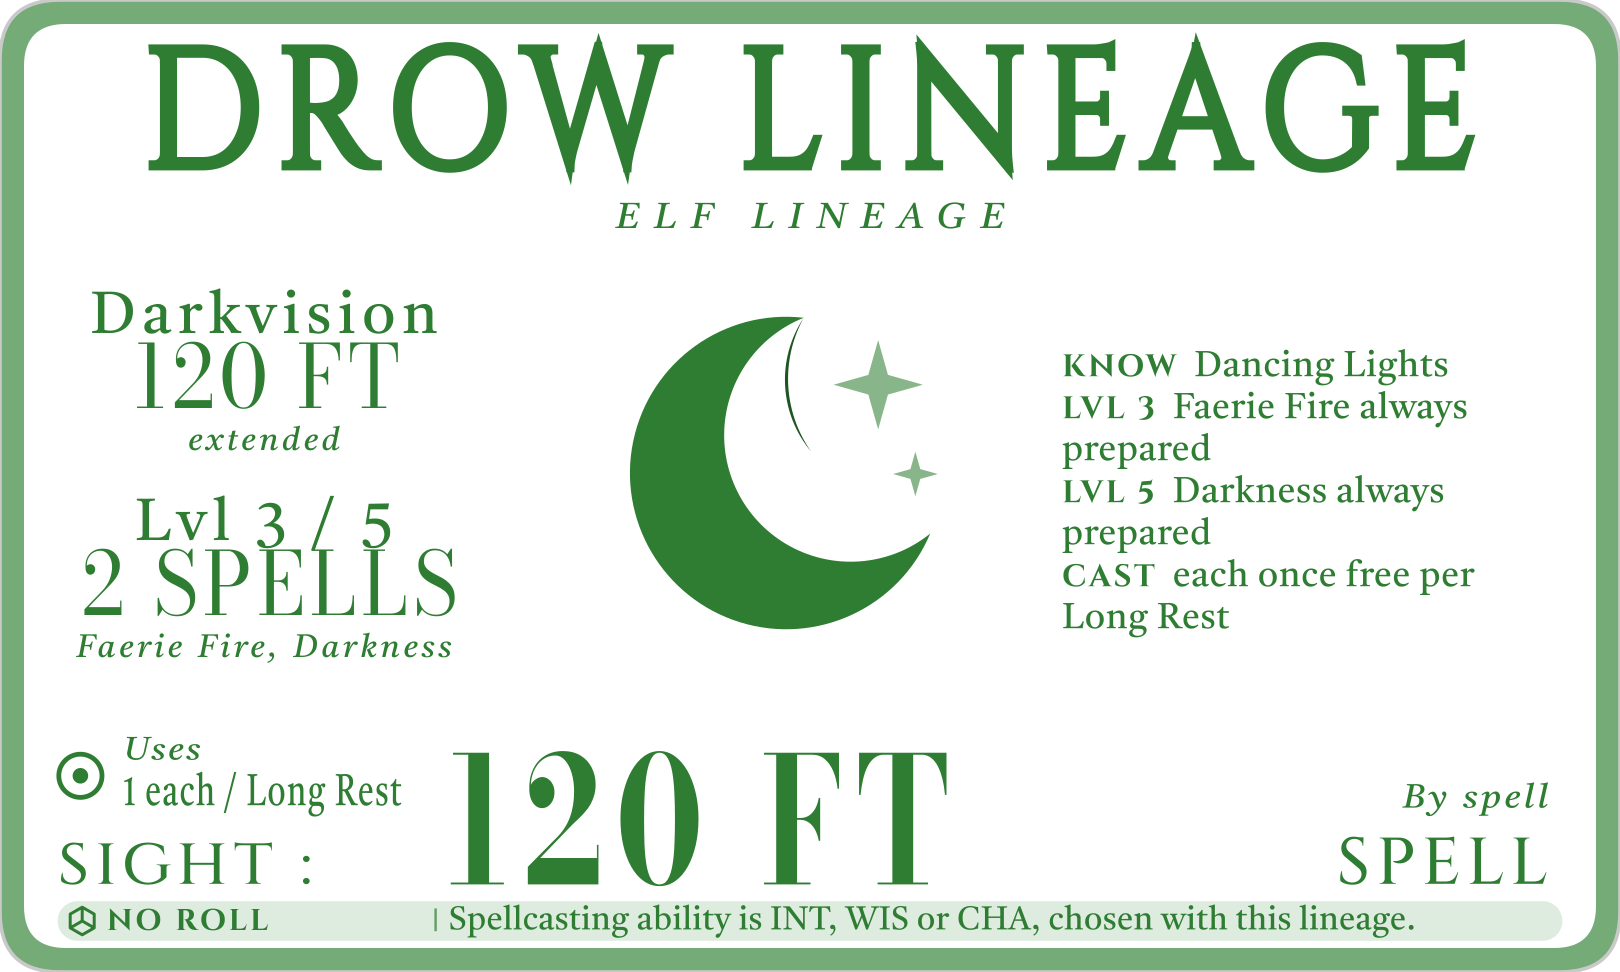 DROW LINEAGE
ELF LINEAGE
Darkvision
120 FT
extended
Lvl 3 / 5
2 SPELLS
Faerie Fire, Darkness
KNOW Dancing Lights
LVL 3 Faerie Fire always
prepared
LVL 5 Darkness always
prepared
CAST each once free per
Long Rest
Uses
1 each / Long Rest
SIGHT :
120 FT
By spell
SPELL
NO ROLL
| Spellcasting ability is INT, WIS or CHA, chosen with this lineage.